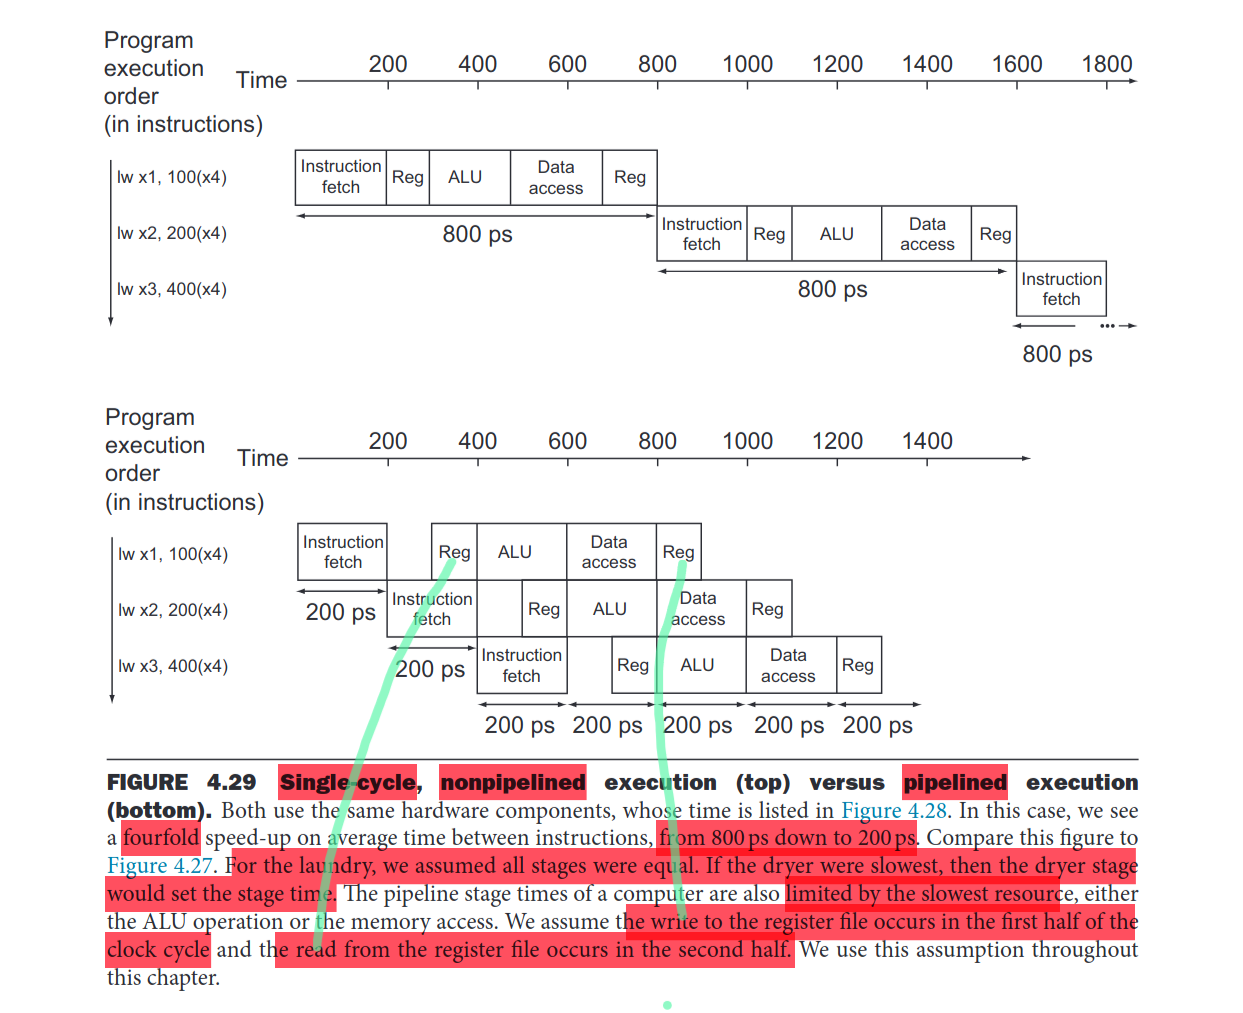 Program
execution
order
(in instructions)
Time 200 400 600 800 1000 1200 1400 1600 1800
lw x1, 100(x4) Instruction fetch Reg ALU Data access Reg
800 ps
lw x2, 200(x4) Instruction fetch Reg ALU Data access Reg
800 ps
lw x3, 400(x4) Instruction fetch
...
800 ps
Program
execution
order
(in instructions)
Time 200 400 600 800 1000 1200 1400
lw x1, 100(x4) Instruction fetch Reg ALU Data access Reg
200 ps
lw x2, 200(x4) Instruction fetch Reg ALU Data access Reg
200 ps
lw x3, 400(x4) Instruction fetch Reg ALU Data access Reg
200 ps 200 ps 200 ps 200 ps 200 ps
FIGURE 4.29 Single-cycle, nonpipelined execution (top) versus pipelined execution
(bottom). Both use the same hardware components, whose time is listed in Figure 4.28. In this case, we see
a fourfold speed-up on average time between instructions, from 800 ps down to 200 ps. Compare this figure to
Figure 4.27. For the laundry, we assumed all stages were equal. If the dryer were slowest, then the dryer stage
would set the stage time. The pipeline stage times of a computer are also limited by the slowest resource, either
the ALU operation or the memory access. We assume the write to the register file occurs in the first half of the
clock cycle and the read from the register file occurs in the second half. We use this assumption throughout
this chapter.